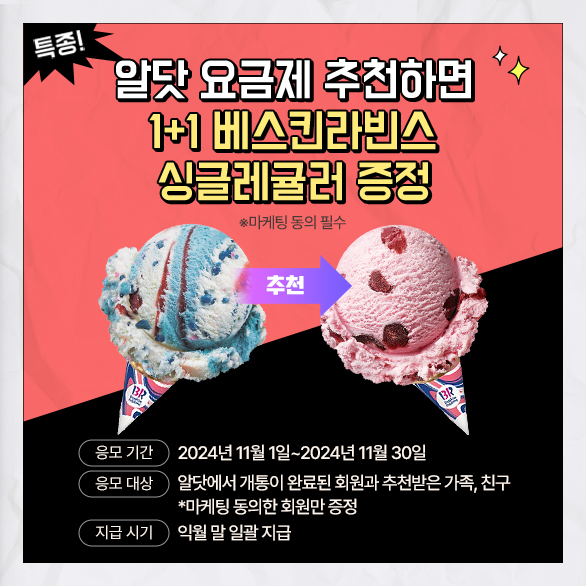 특종!
알닷 요금제 추천하면
1+1 베스킨라빈스
싱글레귤러 증정
※마케팅 동의 필수
추천
BR
BR
응모 기간 2024년 11월 1일~2024년 11월 30일
응모 대상 알닷에서 개통이 완료된 회원과 추천받은 가족, 친구
*마케팅 동의한 회원만 증정
지급 시기 익월 말 일괄 지급